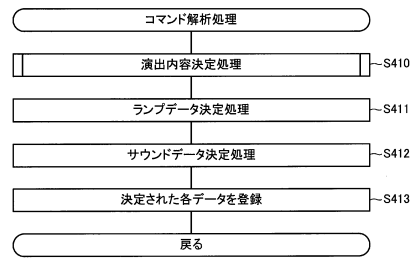 コマンド解析処理
演出内容決定処理 S410
ランプデータ決定処理 S411
サウンドデータ決定処理 S412
決定された各データを登録 S413
戻る